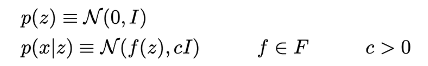 p(z) ≡ 𝒩(0, I)
p(x|z) ≡ 𝒩(f(z), cI) f ∈ F c > 0